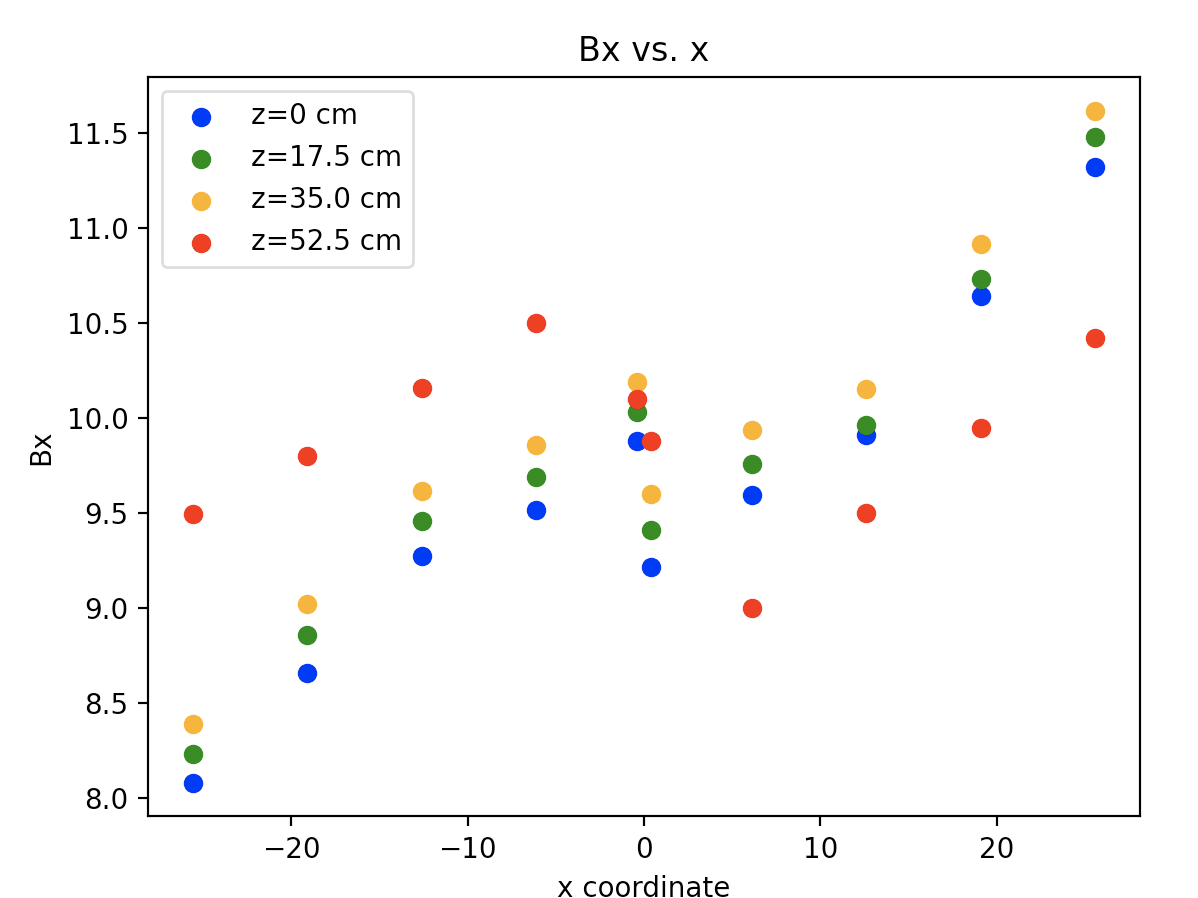 Bx vs. x
z=0 cm
z=17.5 cm
z=35.0 cm
z=52.5 cm
11.5
11.0
10.5
10.0
9.5
9.0
8.5
8.0
Bx
−20 −10 0 10 20
x coordinate